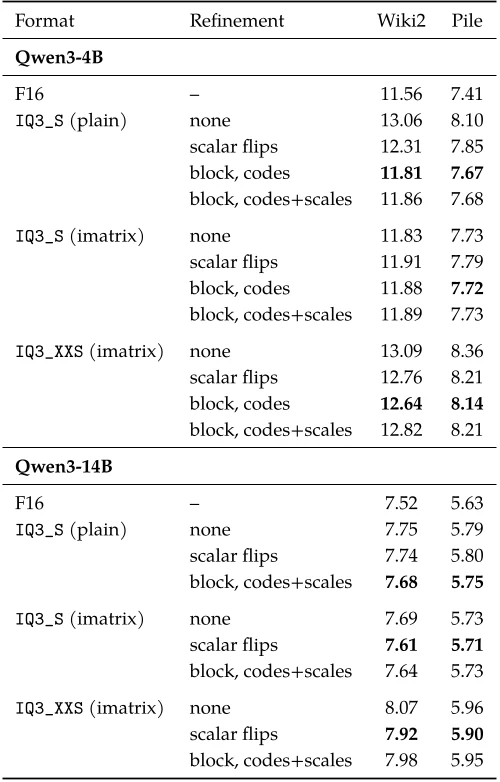 Format Refinement Wiki2 Pile
Qwen3-4B
F16 – 11.56 7.41
IQ3_S (plain) none 13.06 8.10
scalar flips 12.31 7.85
block, codes 11.81 7.67
block, codes+scales 11.86 7.68
IQ3_S (imatrix) none 11.83 7.73
scalar flips 11.91 7.79
block, codes 11.88 7.72
block, codes+scales 11.89 7.73
IQ3_XXS (imatrix) none 13.09 8.36
scalar flips 12.76 8.21
block, codes 12.64 8.14
block, codes+scales 12.82 8.21
Qwen3-14B
F16 – 7.52 5.63
IQ3_S (plain) none 7.75 5.79
scalar flips 7.74 5.80
block, codes+scales 7.68 5.75
IQ3_S (imatrix) none 7.69 5.73
scalar flips 7.61 5.71
block, codes+scales 7.64 5.73
IQ3_XXS (imatrix) none 8.07 5.96
scalar flips 7.92 5.90
block, codes+scales 7.98 5.95